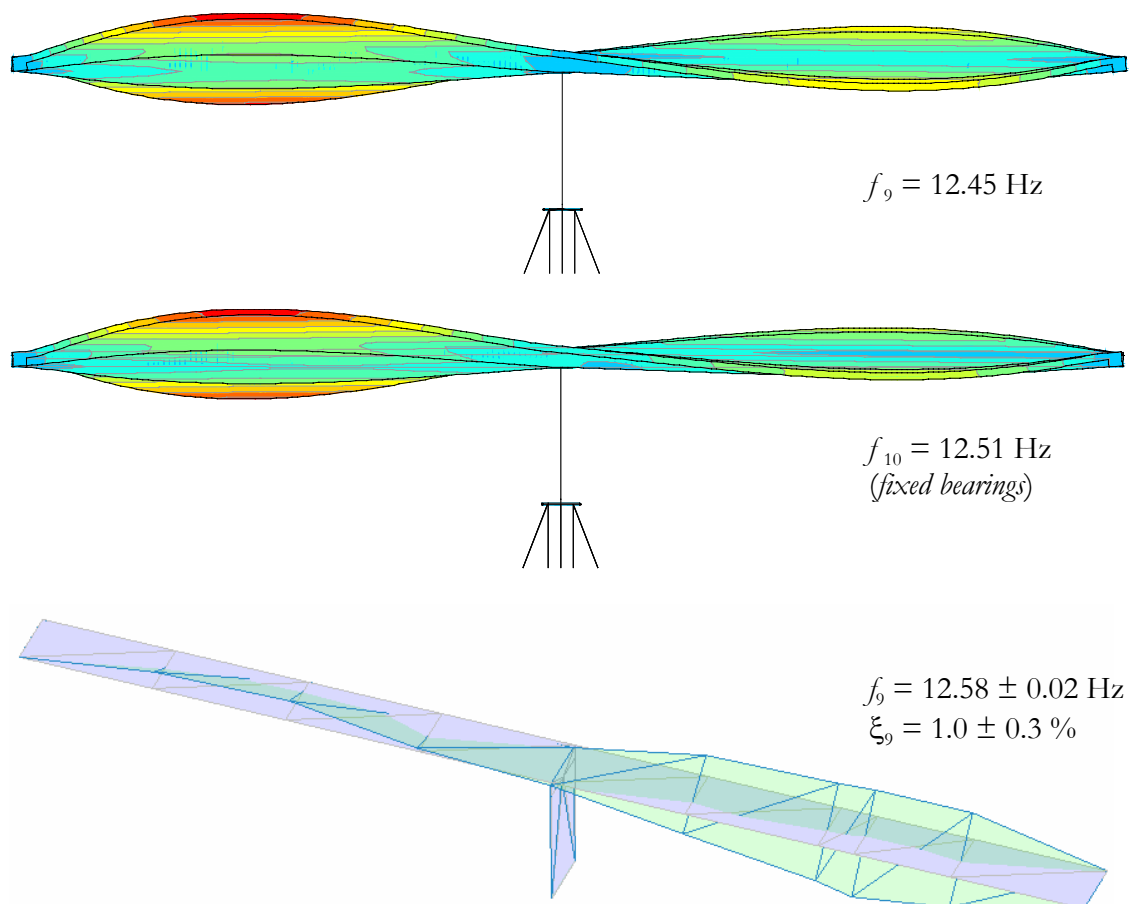 f₉ = 12.45 Hz
f₁₀ = 12.51 Hz
(fixed bearings)
f₉ = 12.58 ± 0.02 Hz
ξ₉ = 1.0 ± 0.3 %